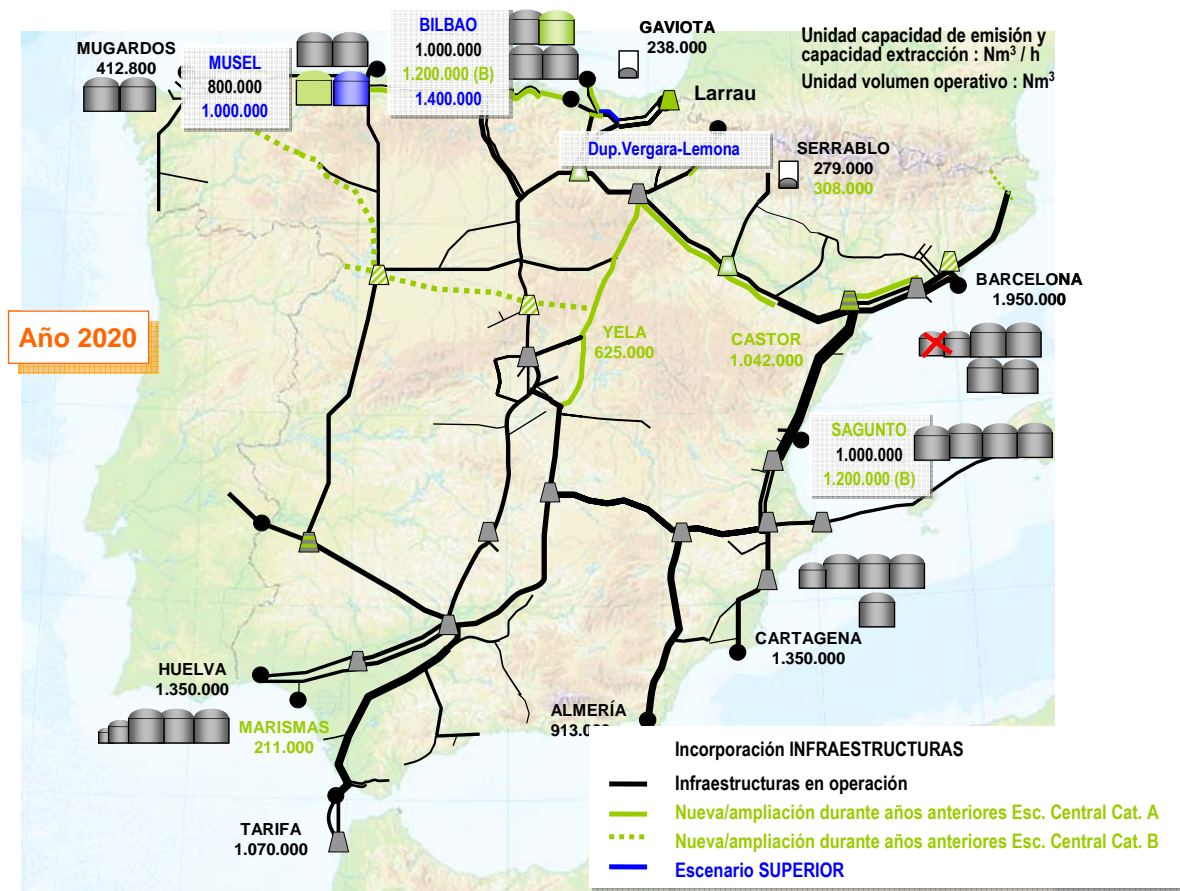 MUGARDOS
412.800
MUSEL
800.000
1.000.000
BILBAO
1.000.000
1.200.000 (B)
1.400.000
GAVIOTA
238.000
Unidad capacidad de emisión y
capacidad extracción : Nm³ / h
Unidad volumen operativo : Nm³
Larrau
Dup.Vergara-Lemona
SERRABLO
279.000
308.000
BARCELONA
1.950.000
Año 2020
YELA
625.000
CASTOR
1.042.000
SAGUNTO
1.000.000
1.200.000 (B)
CARTAGENA
1.350.000
HUELVA
1.350.000
MARISMAS
211.000
ALMERÍA
TARIFA
1.070.000
Incorporación INFRAESTRUCTURAS
Infraestructuras en operación
Nueva/ampliación durante años anteriores Esc. Central Cat. A
Nueva/ampliación durante años anteriores Esc. Central Cat. B
Escenario SUPERIOR